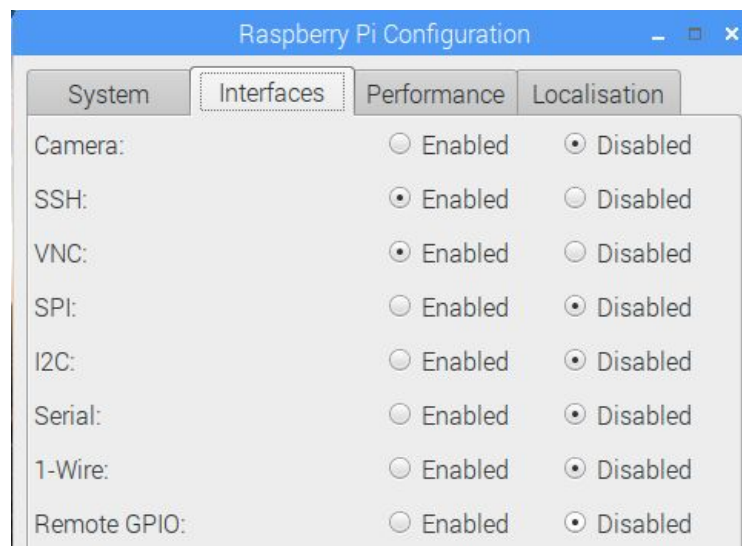 Raspberry Pi Configuration
System Interfaces Performance Localisation
Camera: Enabled Disabled
SSH: Enabled Disabled
VNC: Enabled Disabled
SPI: Enabled Disabled
I2C: Enabled Disabled
Serial: Enabled Disabled
1-Wire: Enabled Disabled
Remote GPIO: Enabled Disabled